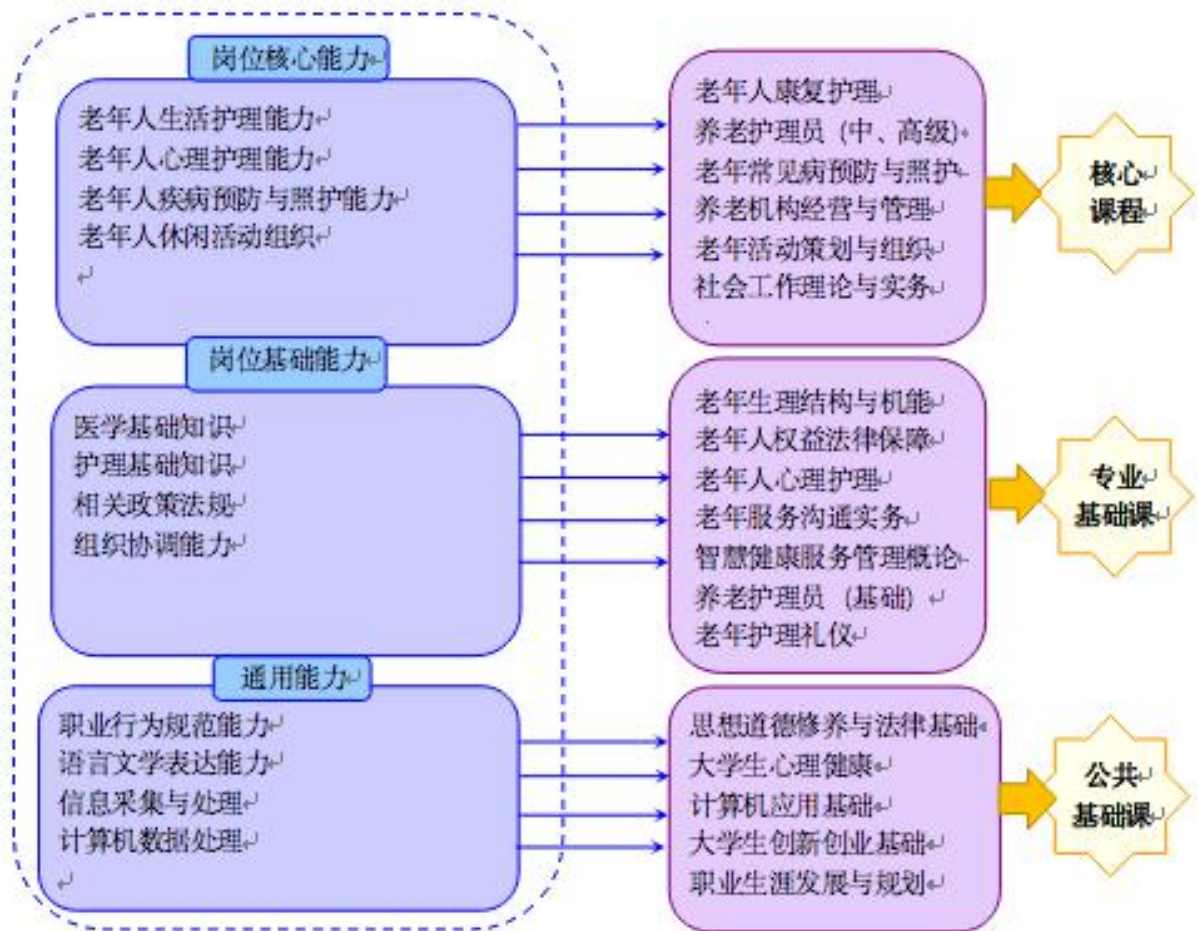 岗位核心能力
老年人生活护理能力
老年人心理护理能力
老年人疾病预防与照护能力
老年人休闲活动组织
老年人康复护理
养老护理员（中、高级）
老年常见病预防与照护
养老机构经营与管理
老年活动策划与组织
社会工作理论与实务
核心
课程
岗位基础能力
医学基础知识
护理基础知识
相关政策法规
组织协调能力
老年生理结构与机能
老年人权益法律保障
老年人心理护理
老年服务沟通实务
智慧健康服务管理概论
养老护理员（基础）
老年护理礼仪
专业
基础课
通用能力
职业行为规范能力
语言文学表达能力
信息采集与处理
计算机数据处理
思想道德修养与法律基础
大学生心理健康
计算机应用基础
大学生创新创业基础
职业生涯发展与规划
公共
基础课